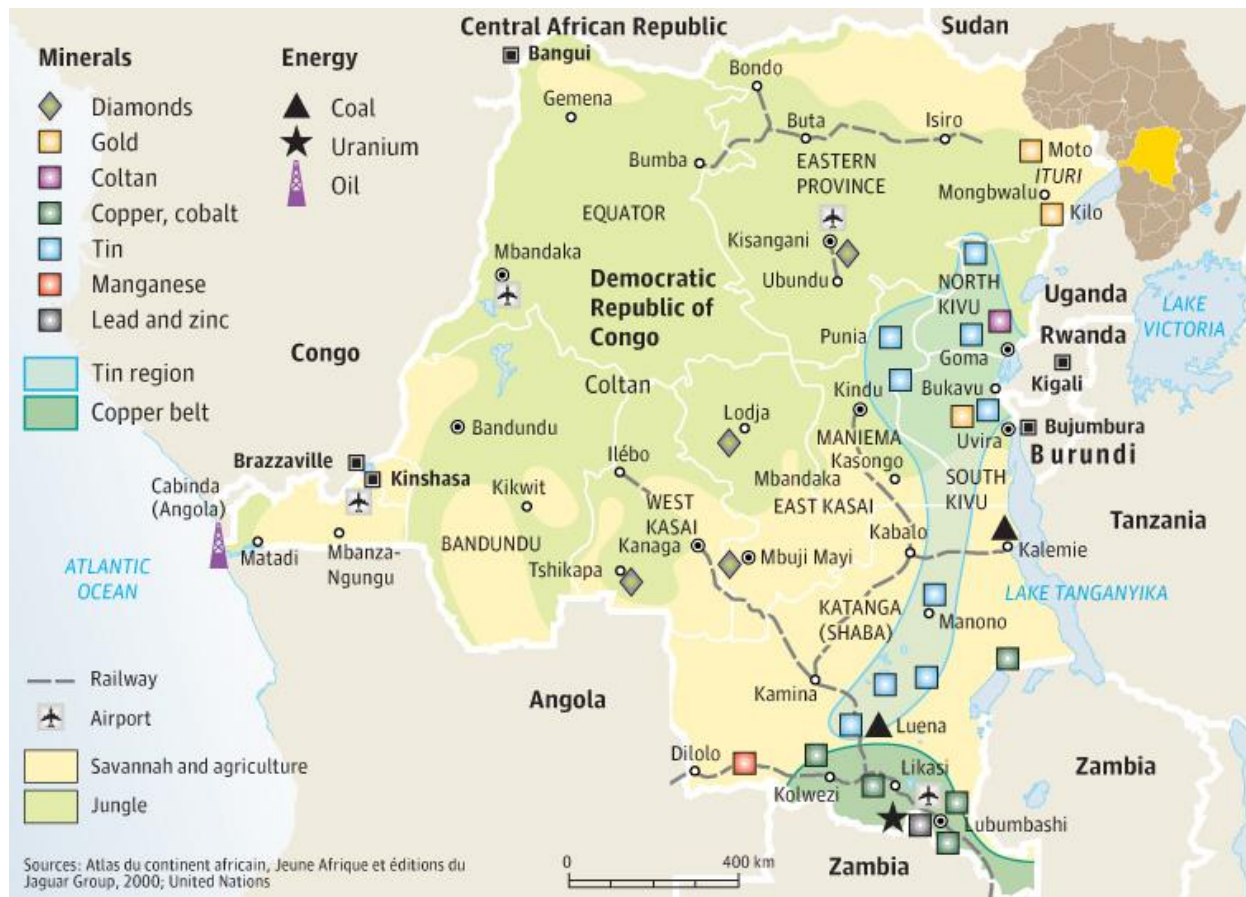 Minerals
Diamonds
Gold
Coltan
Copper, cobalt
Tin
Manganese
Lead and zinc
Tin region
Copper belt
Energy
Coal
Uranium
Oil
Central African Republic
Sudan
Bangui
Bondo
Gemena
Buta
Isiro
Bumba
EASTERN
PROVINCE
Moto
ITURI
Mongbwalu
Kilo
EQUATOR
Kisangani
Mbandaka
Ubundu
Democratic
Republic of
Congo
NORTH
KIVU
Uganda
LAKE
VICTORIA
Congo
Punia
Goma
Rwanda
Kigali
Coltan
Kindu
Bukavu
Lodja
Bandundu
Uvira
Bujumbura
Burundi
MANIEMA
Kasongo
Brazzaville
Kinshasa
Ilébo
Mbandaka
SOUTH
KIVU
Cabinda
(Angola)
Kikwit
WEST
KASAI
EAST KASAI
Tanzania
Kanaga
Kabalo
Kalemie
Matadi
Mbanza-
Ngungu
BANDUNDU
Tshikapa
Mbuji Mayi
ATLANTIC
OCEAN
LAKE TANGANYIKA
KATANGA
(SHABA)
Manono
Railway
Airport
Savannah and agriculture
Jungle
Angola
Kamina
Luena
Dilolo
Likasi
Zambia
Kolwezi
Lubumbashi
Zambia
0 400 km
Sources: Atlas du continent africain, Jeune Afrique et éditions du
Jaguar Group, 2000; United Nations